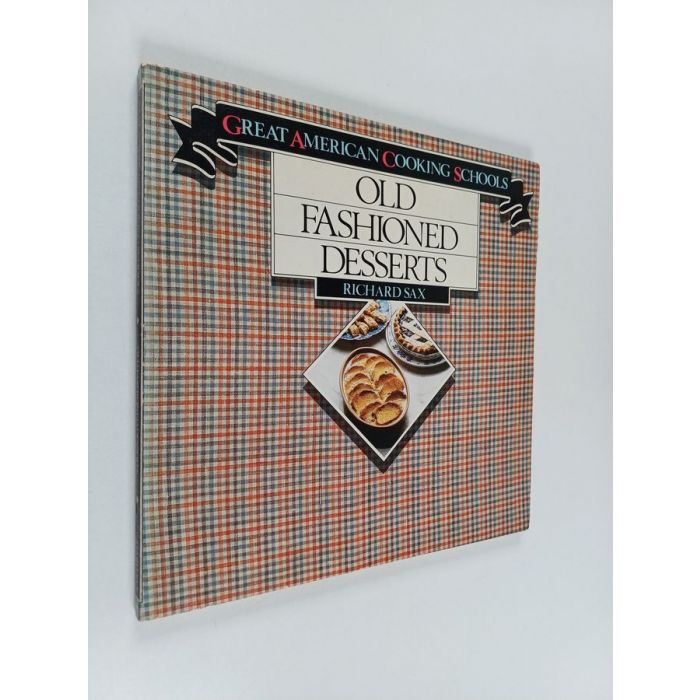 GREAT AMERICAN COOKING SCHOOLS
OLD
FASHIONED
DESSERTS
RICHARD SAX